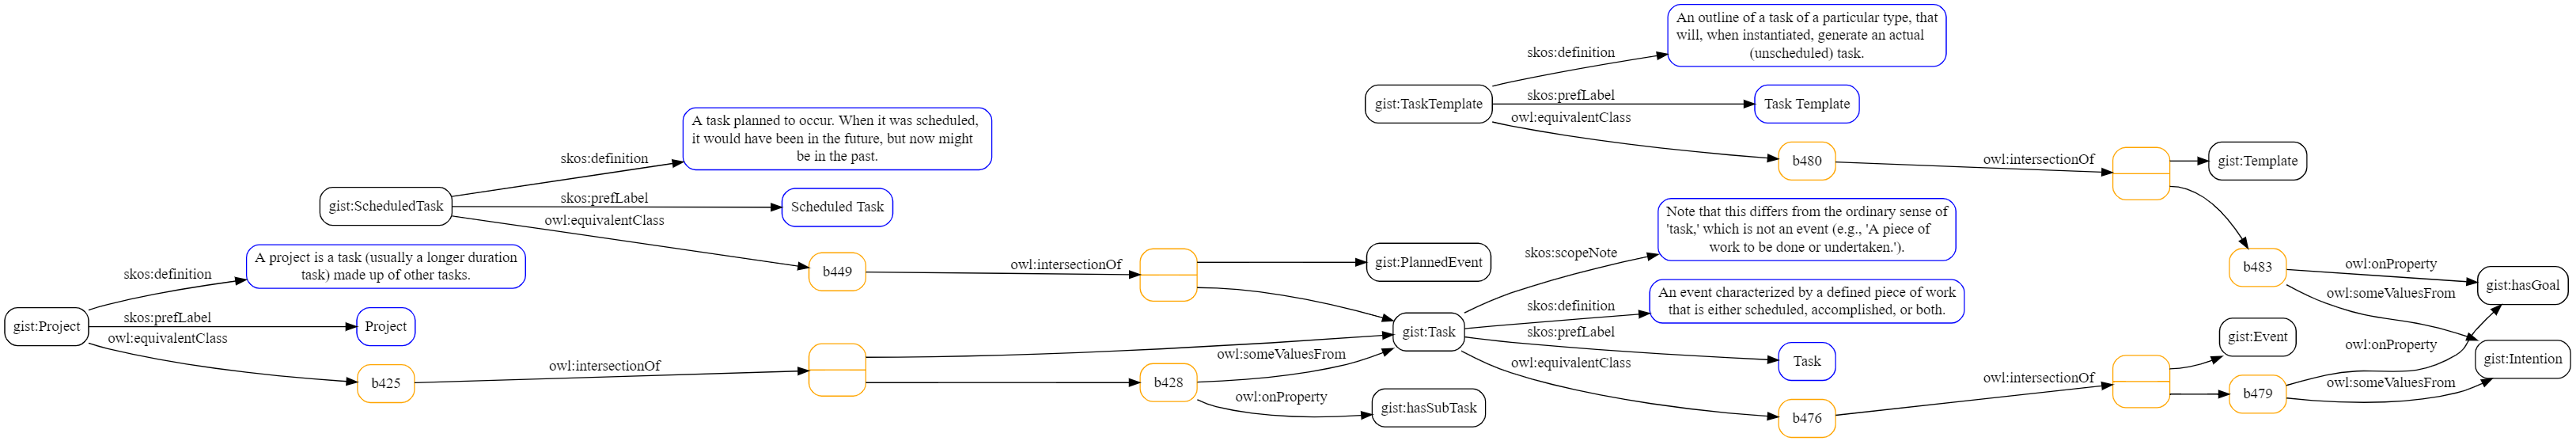 An outline of a task of a particular type, that
will, when instantiated, generate an actual
(unscheduled) task.
skos:definition
gist:TaskTemplate
skos:prefLabel
Task Template
owl:equivalentClass
b480
owl:intersectionOf
gist:Template
A task planned to occur. When it was scheduled,
it would have been in the future, but now might
be in the past.
skos:definition
gist:ScheduledTask
skos:prefLabel
Scheduled Task
owl:equivalentClass
b449
owl:intersectionOf
gist:PlannedEvent
Note that this differs from the ordinary sense of
'task,' which is not an event (e.g., 'A piece of
work to be done or undertaken.').
skos:scopeNote
b483
owl:onProperty
gist:hasGoal
owl:someValuesFrom
A project is a task (usually a longer duration
task) made up of other tasks.
skos:definition
gist:Project
skos:prefLabel
Project
owl:equivalentClass
b425
owl:intersectionOf
An event characterized by a defined piece of work
that is either scheduled, accomplished, or both.
skos:definition
gist:Task
skos:prefLabel
Task
owl:equivalentClass
owl:someValuesFrom
b428
owl:onProperty
gist:hasSubTask
b476
owl:intersectionOf
gist:Event
owl:onProperty
gist:Intention
owl:someValuesFrom
b479